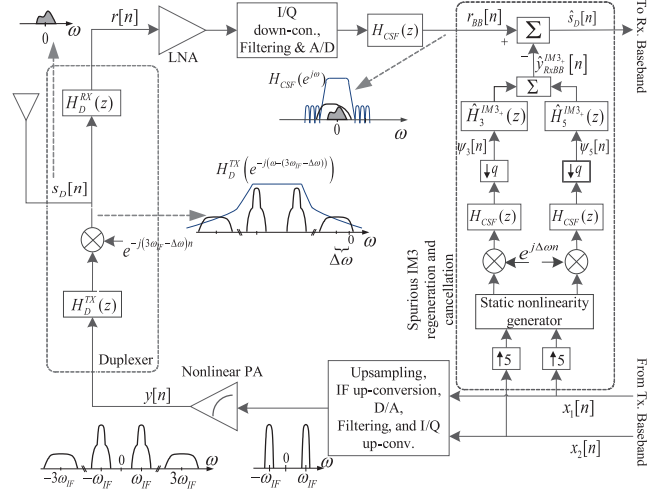 0
ω
r[n]
LNA
I/Q
down-con.,
Filtering
& A/D
H_CSF(z)
r_BB[n]
+
Σ
ŝ_D[n]
To Rx. Baseband
−
ŷ_RxBB^IM3+[n]
Σ
H_D^RX(z)
H_CSF(e^jω)
0
ω
Ĥ_3^IM3+(z)
Ĥ_5^IM3+(z)
ψ_3[n]
ψ_5[n]
↓q
↓q
s_D[n]
H_D^TX(e^-j(ω-(3ω_IF-Δω)))
0
ω
Δω
H_CSF(z)
H_CSF(z)
e^-j(3ω_IF-Δω)n
e^jΔωn
Spurious IM3
regeneration and
cancellation
H_D^TX(z)
Static nonlinearity
generator
Duplexer
↑5
↑5
From Tx. Baseband
Nonlinear PA
y[n]
Upsampling,
IF up-conversion,
D/A,
Filtering, and I/Q
up-conv.
x_1[n]
x_2[n]
ω
-3ω_IF
-ω_IF
0
ω_IF
3ω_IF
ω
-ω_IF
0
ω_IF